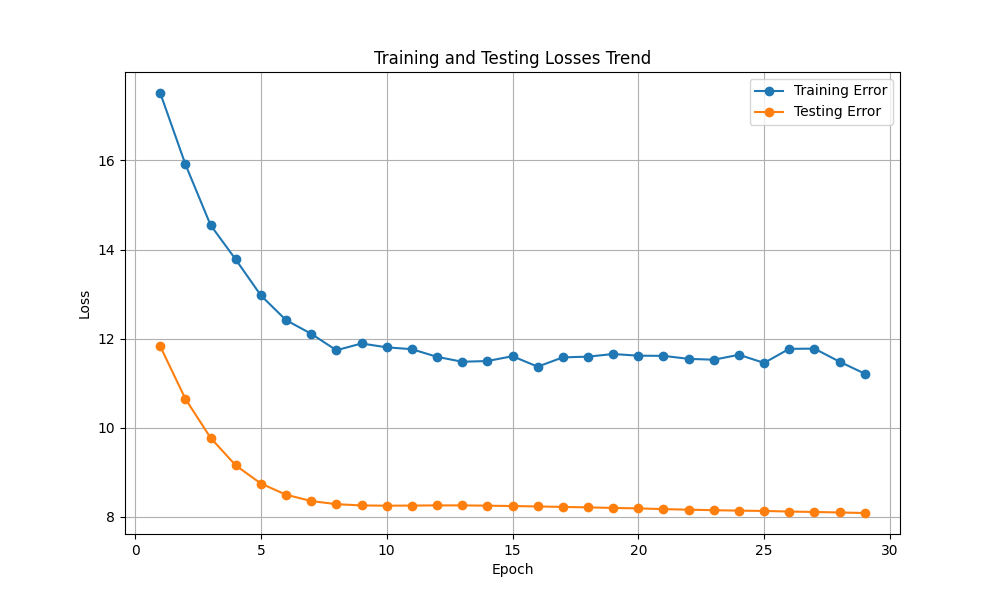 Training and Testing Losses Trend
Training Error
Testing Error
Loss
16
14
12
10
8
0 5 10 15 20 25 30
Epoch